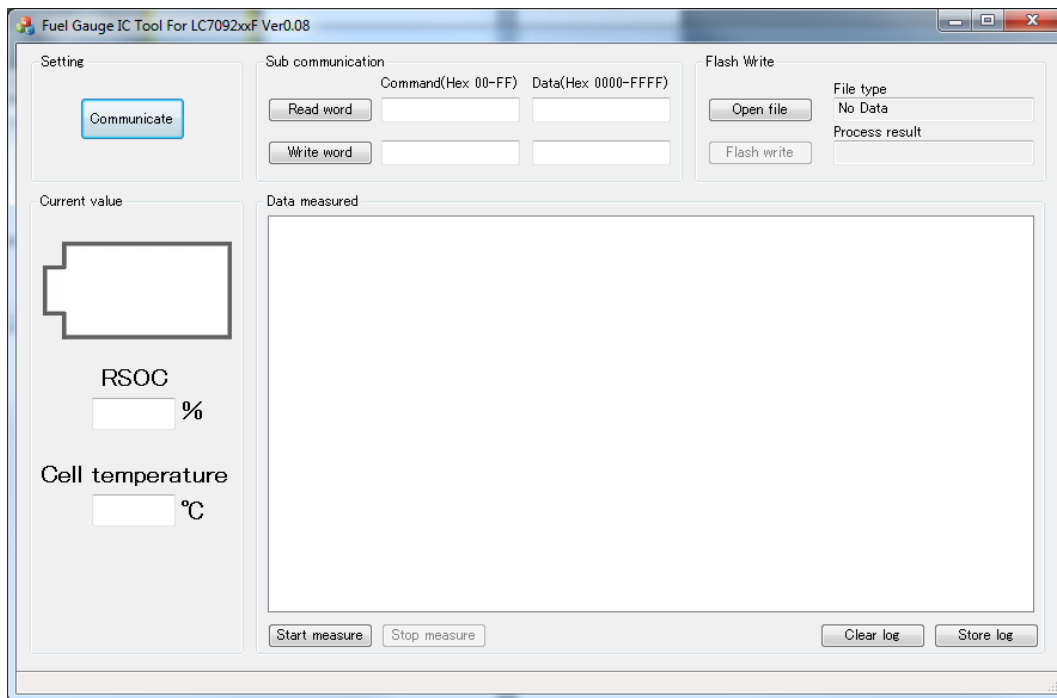 Fuel Gauge IC Tool For LC7092xxF Ver0.08
Setting
Communicate
Sub communication
Command(Hex 00-FF) Data(Hex 0000-FFFF)
Read word
Write word
Flash Write
File type
Open file No Data
Process result
Flash write
Current value
RSOC
%
Cell temperature
℃
Data measured
Start measure Stop measure Clear log Store log